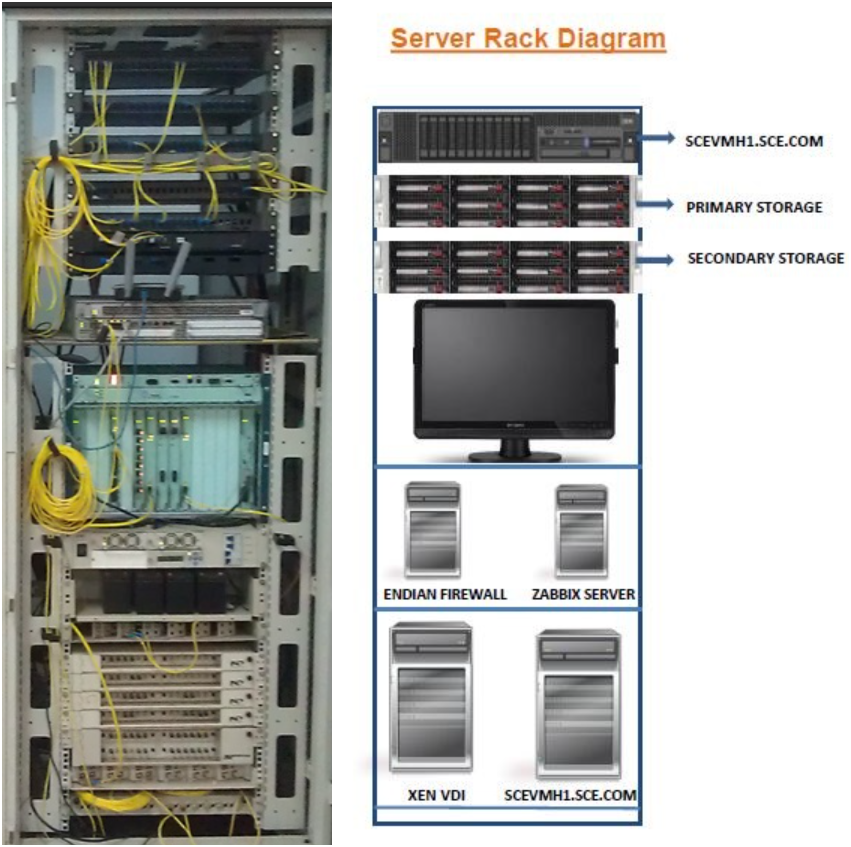 Server Rack Diagram
SCEVMH1.SCE.COM
PRIMARY STORAGE
SECONDARY STORAGE
ENDIAN FIREWALL
ZABBIX SERVER
XEN VDI
SCEVMH1.SCE.COM